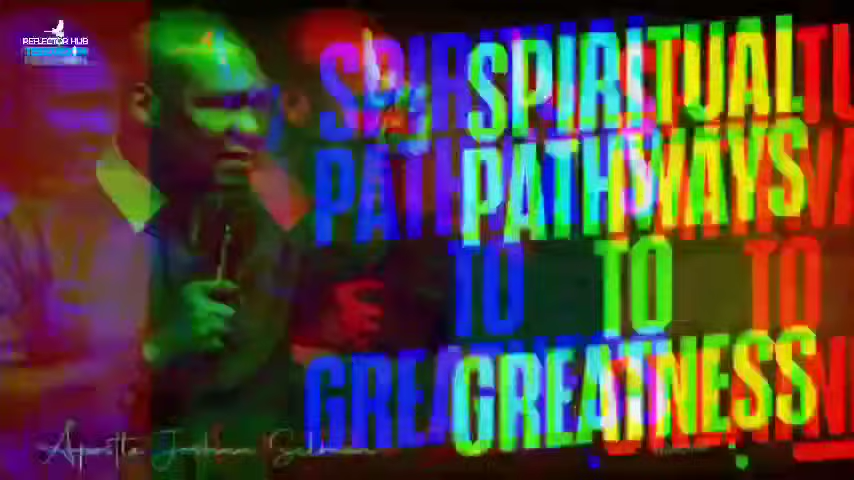 REFLECTOR HUB
SPIRITUAL
PATHWAYS
TO
GREATNESS
Apostle Joshua Selman